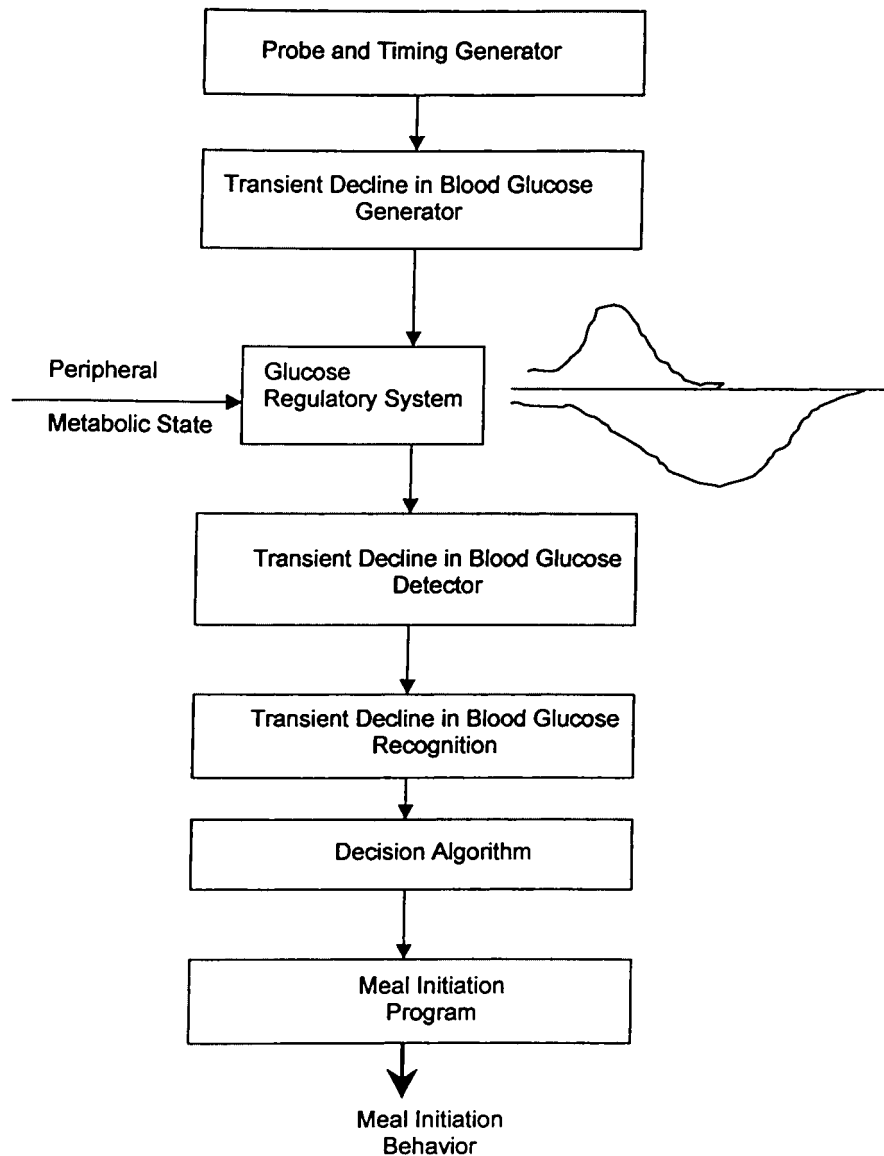 Probe and Timing Generator
Transient Decline in Blood Glucose
Generator
Peripheral
Metabolic State
Glucose
Regulatory System
Transient Decline in Blood Glucose
Detector
Transient Decline in Blood Glucose
Recognition
Decision Algorithm
Meal Initiation
Program
Meal Initiation
Behavior